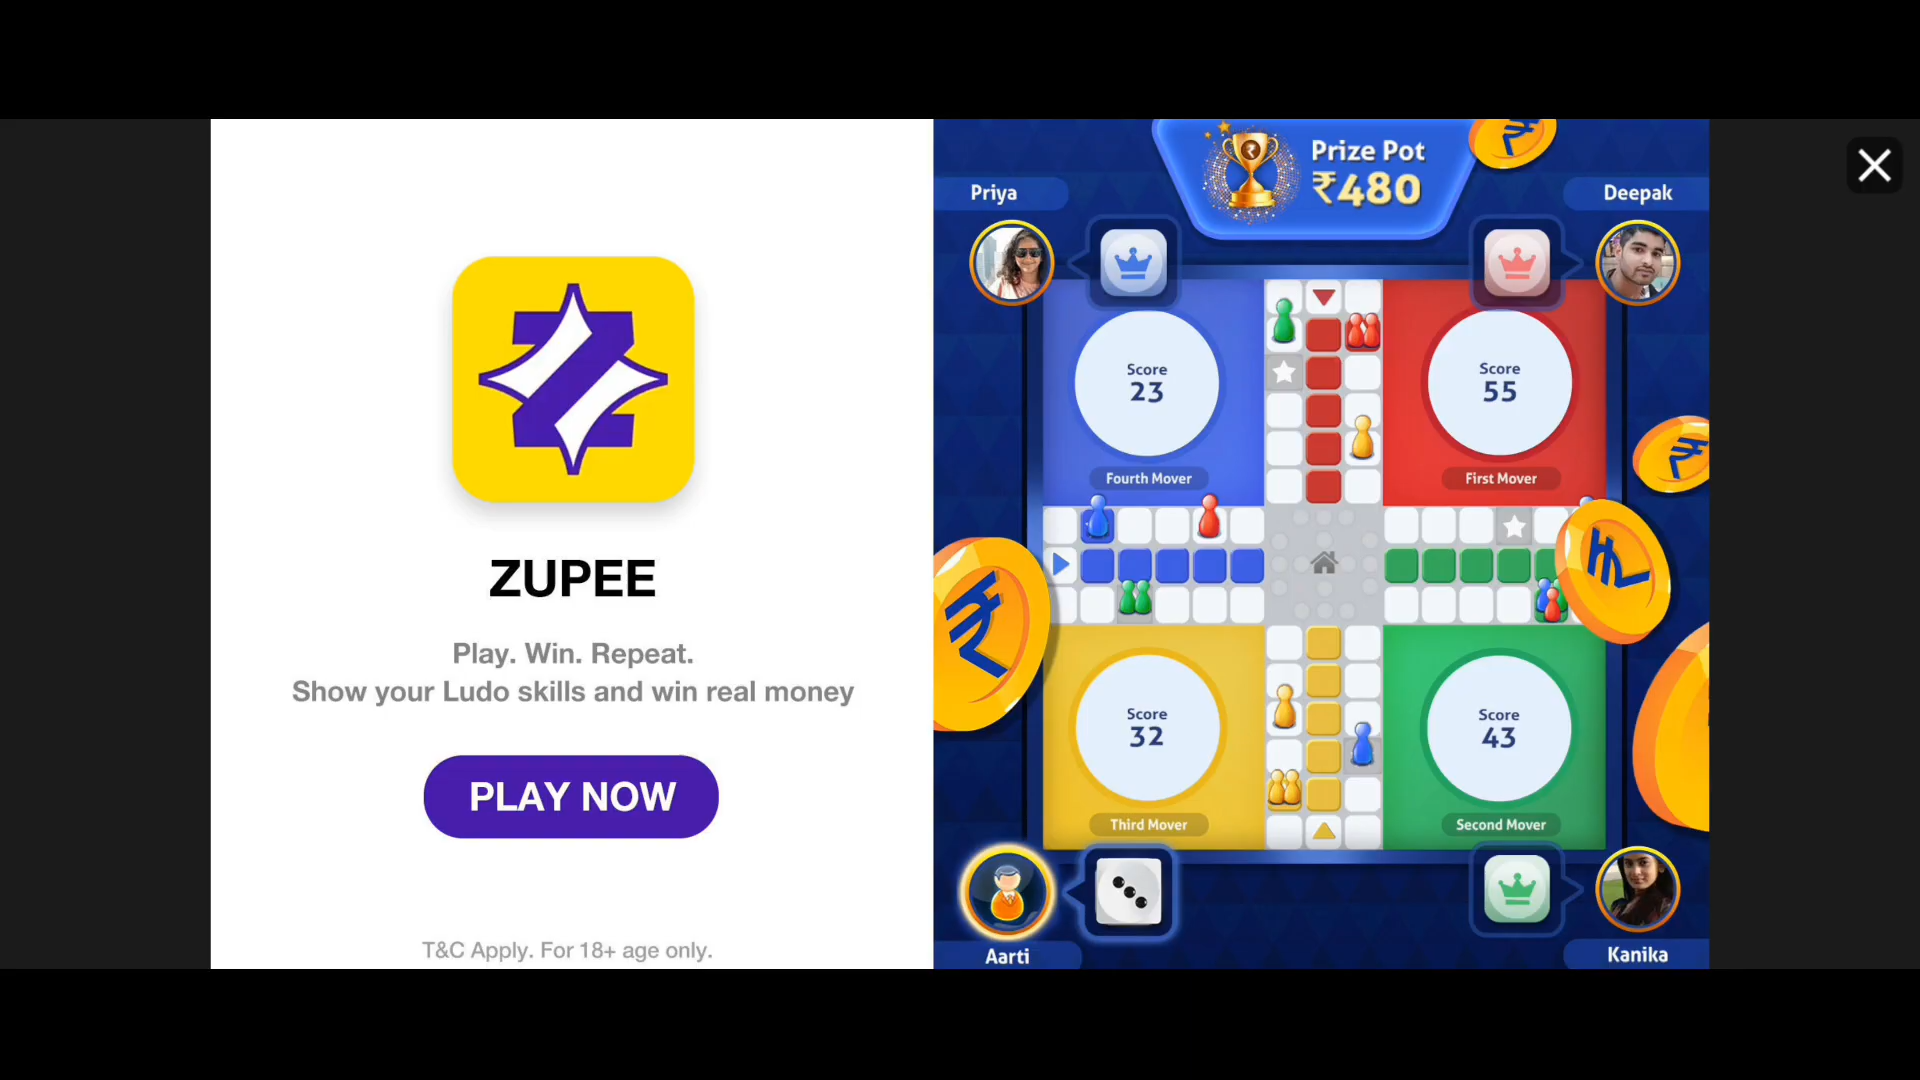 ZUPEE
Play. Win. Repeat.
Show your Ludo skills and win real money
PLAY NOW
T&C Apply. For 18+ age only.
Prize Pot
₹480
Priya
Deepak
Score
23
Fourth Mover
Score
55
First Mover
Score
32
Third Mover
Score
43
Second Mover
Aarti
Kanika